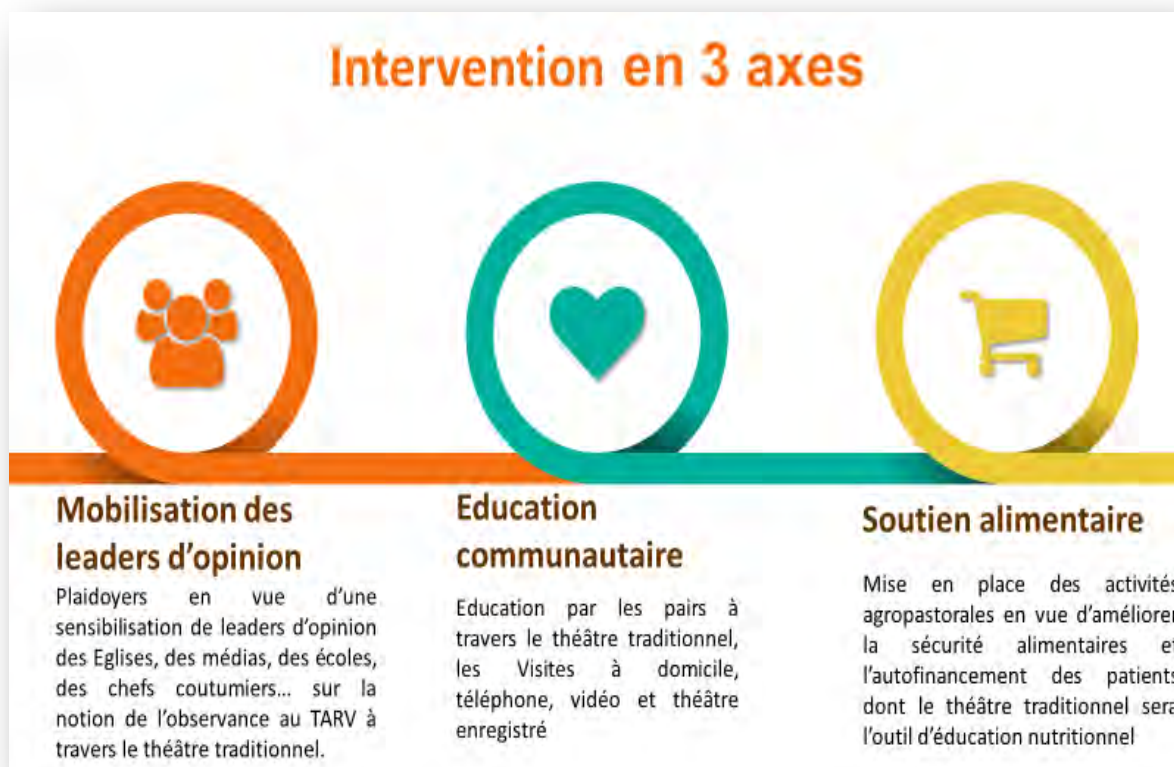 Intervention en 3 axes
Mobilisation des
leaders d'opinion
Plaidoyers en vue d'une
sensibilisation de leaders d'opinion
des Eglises, des médias, des écoles,
des chefs coutumiers... sur la
notion de l'observance au TARV à
travers le théâtre traditionnel.
Education
communautaire
Education par les pairs à
travers le théâtre traditionnel,
les Visites à domicile,
téléphone, vidéo et théâtre
enregistré
Soutien alimentaire
Mise en place des activités
agropastorales en vue d'améliorer
la sécurité alimentaires et
l'autofinancement des patients
dont le théâtre traditionnel sera
l'outil d'éducation nutritionnel